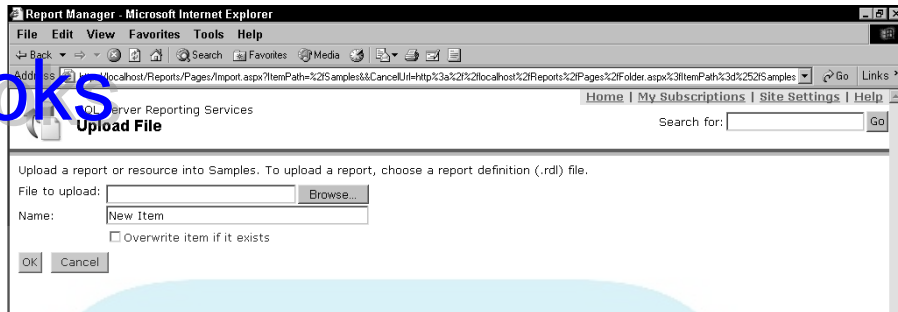 Report Manager - Microsoft Internet Explorer
File Edit View Favorites Tools Help
Back Search Favorites Media
Address http://localhost/Reports/Pages/Import.aspx?ItemPath=%2fSamples&&CancelUrl=http%3a%2f%2flocalhost%2fReports%2fPages%2fFolder.aspx%3fItemPath%3d%252fSamples Go Links »
oks
Home | My Subscriptions | Site Settings | Help
SQL Server Reporting Services
Upload File
Search for: Go
Upload a report or resource into Samples. To upload a report, choose a report definition (.rdl) file.
File to upload: Browse...
Name: New Item
Overwrite item if it exists
OK Cancel